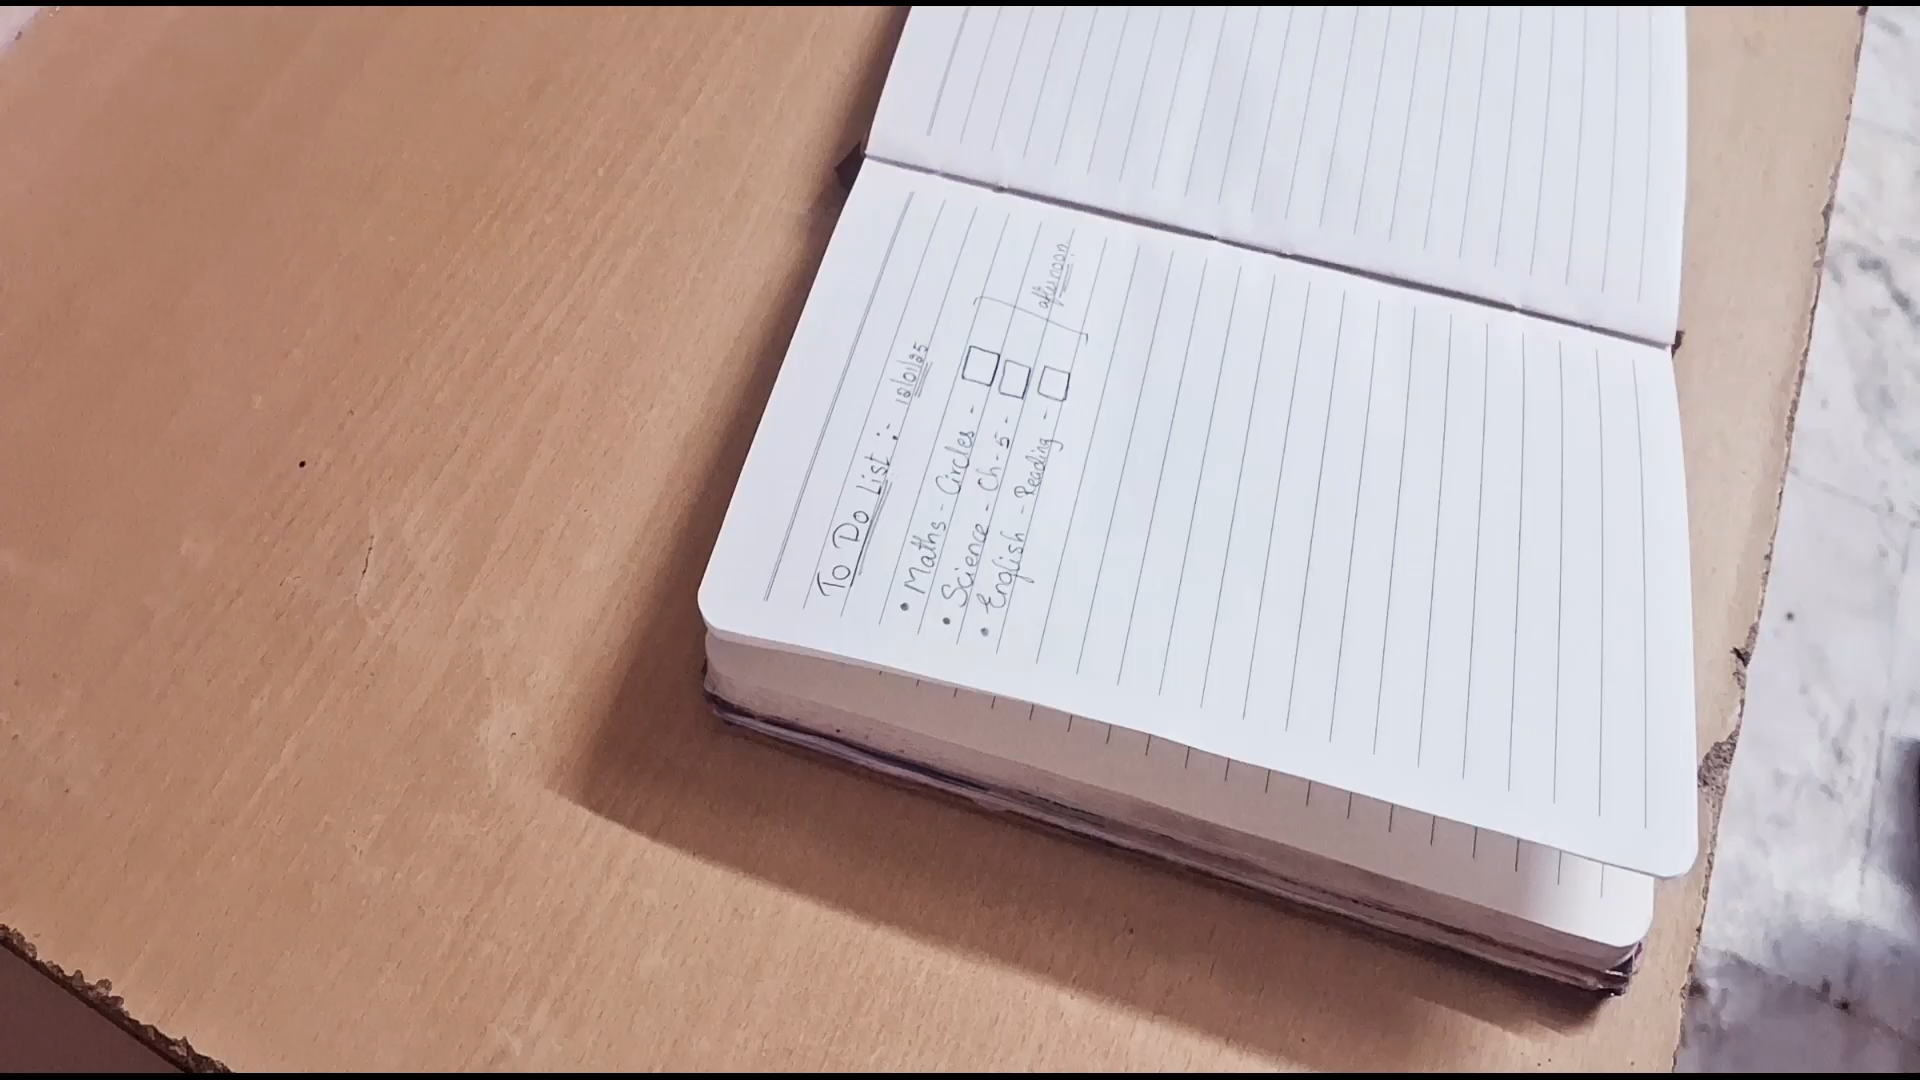 To Do List :- 18/01/25
• Maths - Circles - 
• Science - Ch - 5 - 
• English - Reading - 
afternoon